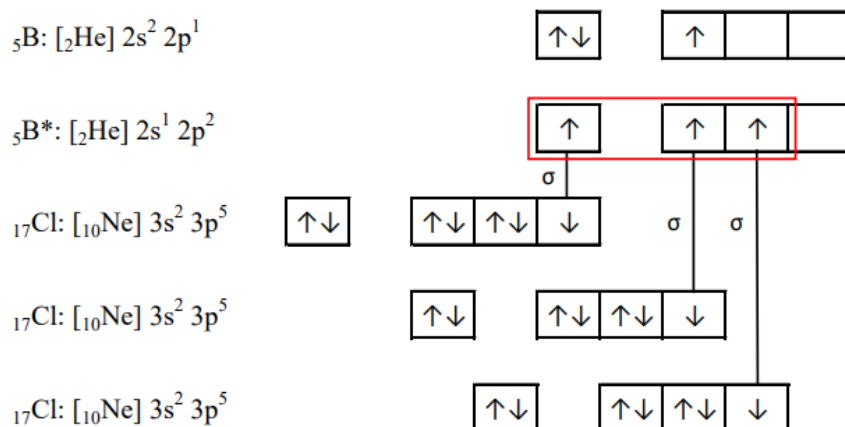 ₅B: [₂He] 2s² 2p¹ ↑↓ ↑
₅B*: [₂He] 2s¹ 2p² ↑ ↑ ↑
σ
₁₇Cl: [₁₀Ne] 3s² 3p⁵ ↑↓ ↑↓ ↑↓ ↓ σ σ
₁₇Cl: [₁₀Ne] 3s² 3p⁵ ↑↓ ↑↓ ↑↓ ↓
₁₇Cl: [₁₀Ne] 3s² 3p⁵ ↑↓ ↑↓ ↑↓ ↓